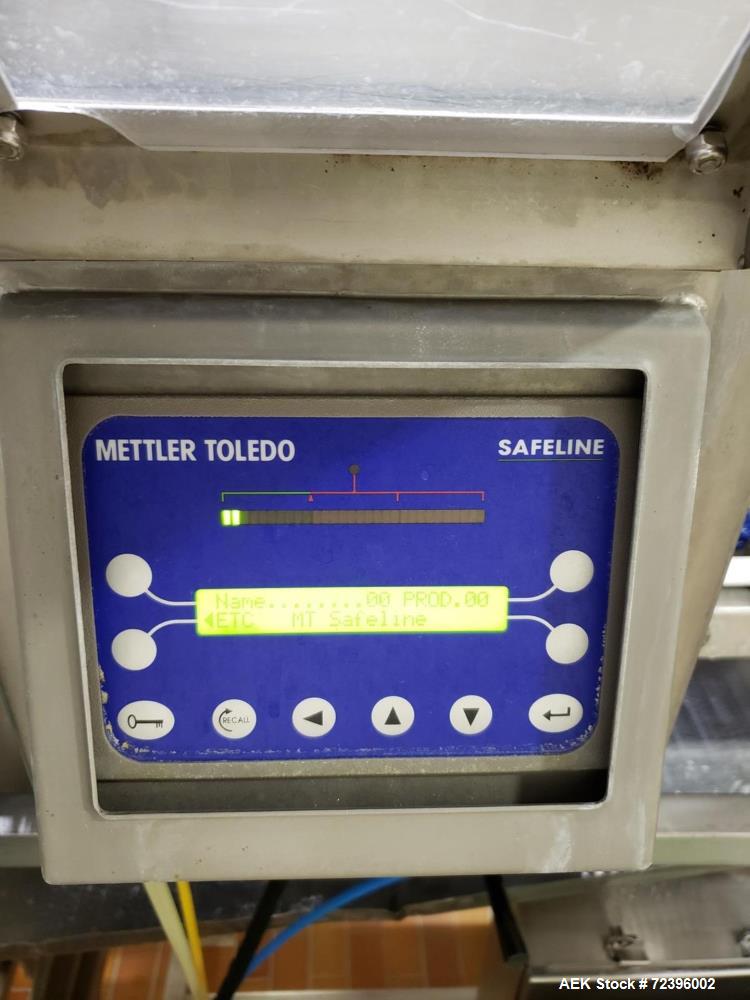 METTLER TOLEDO
SAFELINE
Name........00 PROD.00
◀ETC MT Safeline
RECALL
AEK Stock #72396002